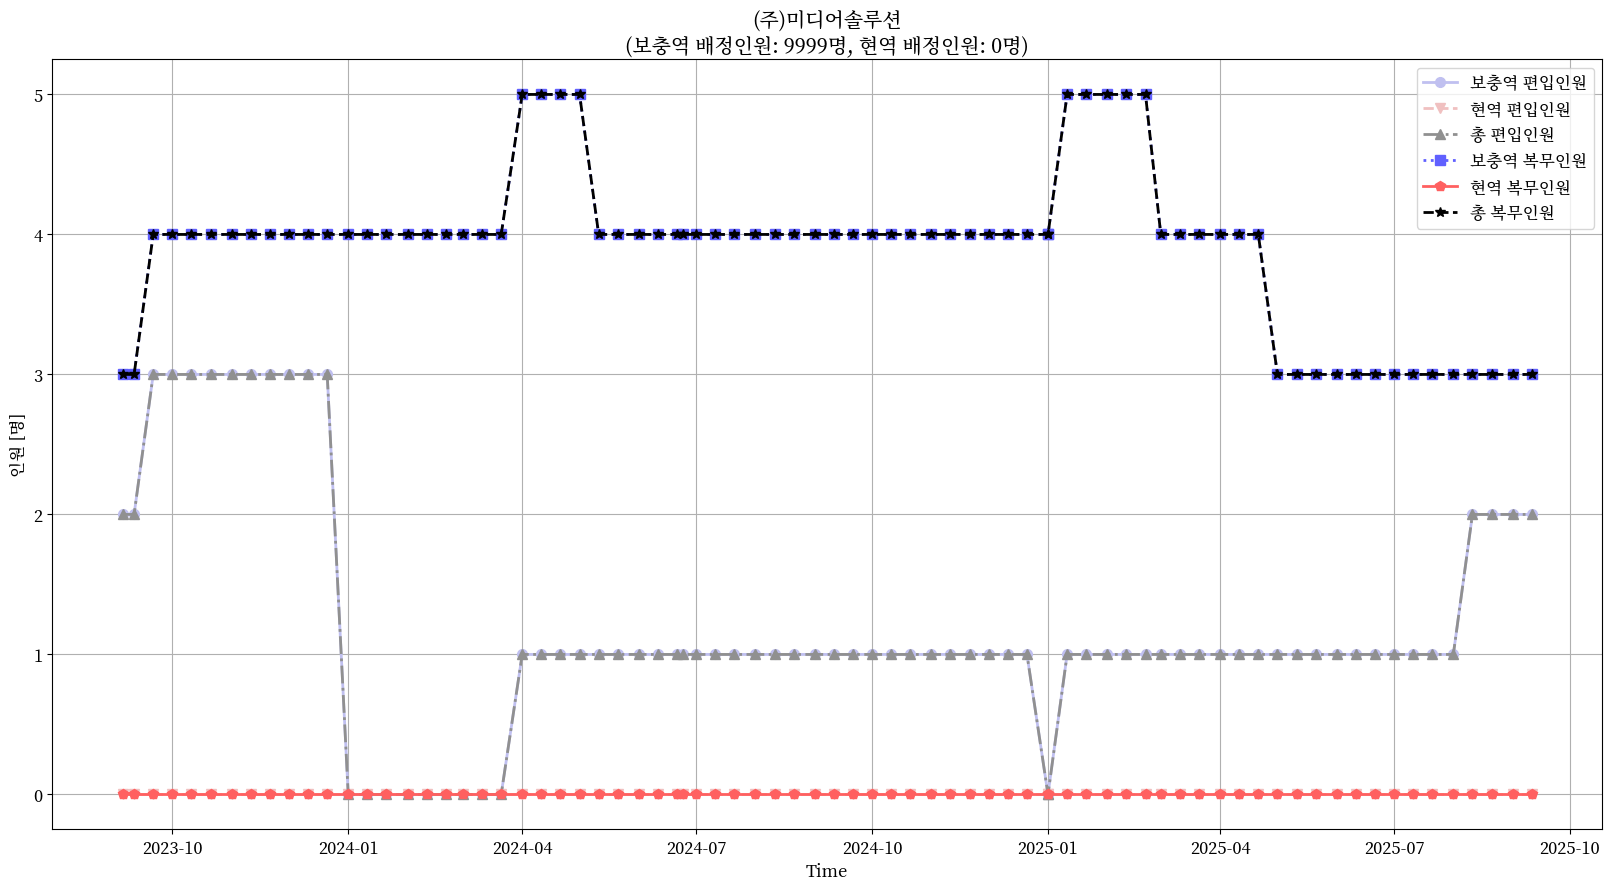 (주)미디어솔루션
(보충역 배정인원: 9999명, 현역 배정인원: 0명)
보충역 편입인원
현역 편입인원
총 편입인원
보충역 복무인원
현역 복무인원
총 복무인원
인원 [명]
5
4
3
2
1
0
2023-10
2024-01
2024-04
2024-07
2024-10
2025-01
2025-04
2025-07
2025-10
Time